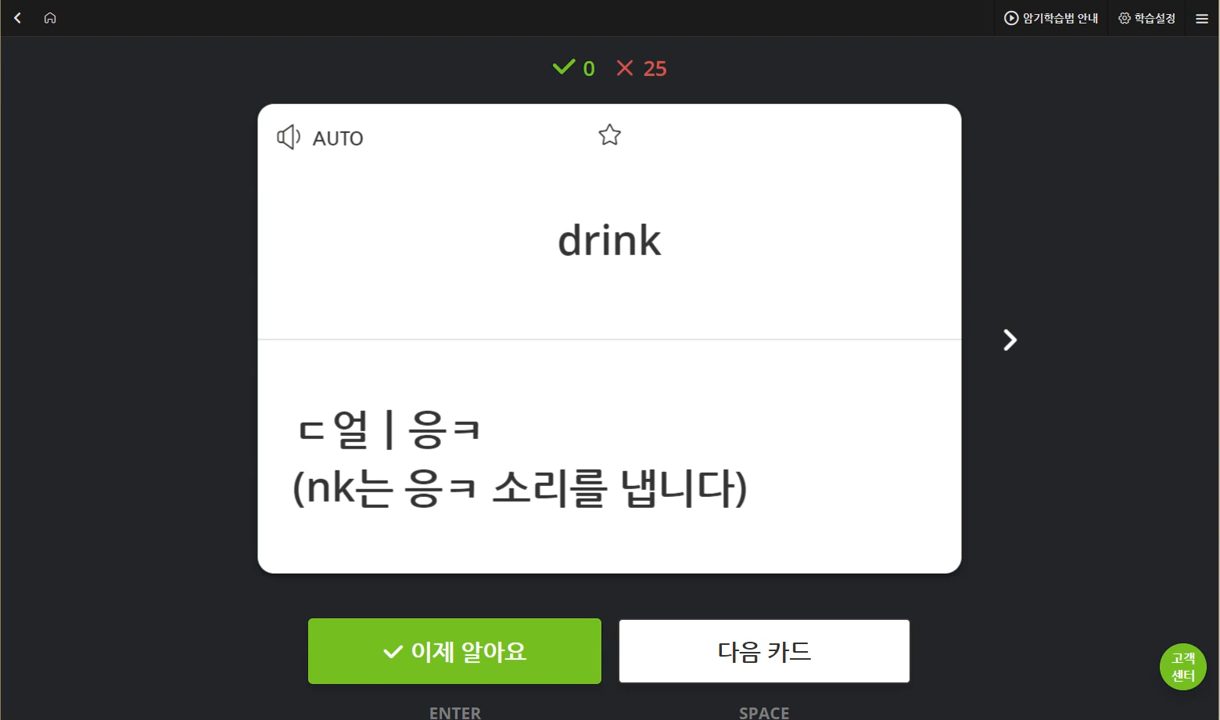 암기학습법 안내 학습설정
0 25
AUTO
drink
ㄷ얼ㅣ응ㅋ
(nk는 응ㅋ 소리를 냅니다)
이제 알아요 다음 카드
고객
센터
ENTER SPACE